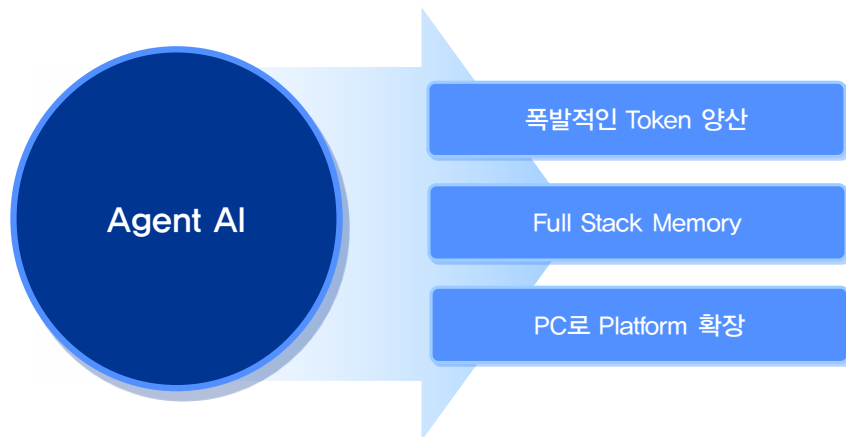 Agent AI
폭발적인 Token 양산
Full Stack Memory
PC로 Platform 확장